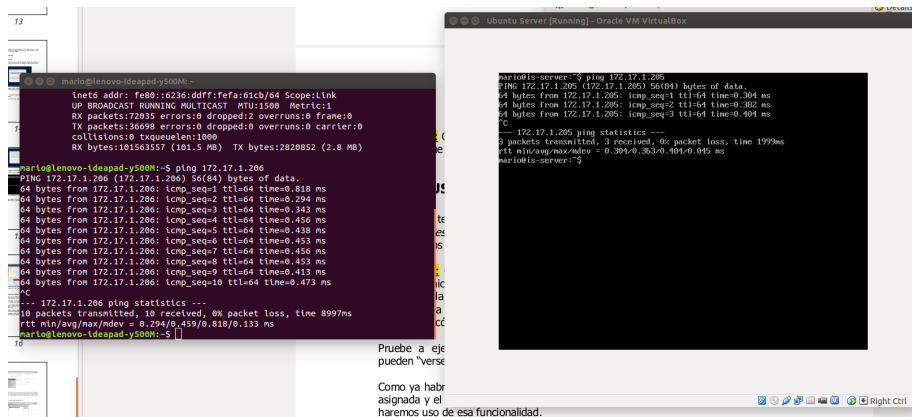 13
mario@lenovo-ideapad-y500M: ~
inet6 addr: fe80::6236:ddff:fefa:61cb/64 Scope:Link
UP BROADCAST RUNNING MULTICAST MTU:1500 Metric:1
RX packets:72035 errors:0 dropped:2 overruns:0 frame:0
TX packets:36698 errors:0 dropped:0 overruns:0 carrier:0
collisions:0 txqueuelen:1000
RX bytes:101563557 (101.5 MB) TX bytes:2820852 (2.8 MB)
mario@lenovo-ideapad-y500M:~$ ping 172.17.1.206
PING 172.17.1.206 (172.17.1.206) 56(84) bytes of data.
64 bytes from 172.17.1.206: icmp_seq=1 ttl=64 time=0.818 ms
64 bytes from 172.17.1.206: icmp_seq=2 ttl=64 time=0.294 ms
64 bytes from 172.17.1.206: icmp_seq=3 ttl=64 time=0.343 ms
64 bytes from 172.17.1.206: icmp_seq=4 ttl=64 time=0.456 ms
64 bytes from 172.17.1.206: icmp_seq=5 ttl=64 time=0.438 ms
64 bytes from 172.17.1.206: icmp_seq=6 ttl=64 time=0.453 ms
64 bytes from 172.17.1.206: icmp_seq=7 ttl=64 time=0.456 ms
64 bytes from 172.17.1.206: icmp_seq=8 ttl=64 time=0.453 ms
64 bytes from 172.17.1.206: icmp_seq=9 ttl=64 time=0.413 ms
64 bytes from 172.17.1.206: icmp_seq=10 ttl=64 time=0.473 ms
^C
--- 172.17.1.206 ping statistics ---
10 packets transmitted, 10 received, 0% packet loss, time 8997ms
rtt min/avg/max/mdev = 0.294/0.459/0.818/0.133 ms
mario@lenovo-ideapad-y500M:~$
16
Pruebe a eje
pueden "verse
Como ya habr
asignada y el
haremos uso de esa funcionalidad.
Details
Ubuntu Server [Running] - Oracle VM VirtualBox
mario@is-server:~$ ping 172.17.1.205
PING 172.17.1.205 (172.17.1.205) 56(84) bytes of data.
64 bytes from 172.17.1.205: icmp_seq=1 ttl=64 time=0.304 ms
64 bytes from 172.17.1.205: icmp_seq=2 ttl=64 time=0.382 ms
64 bytes from 172.17.1.205: icmp_seq=3 ttl=64 time=0.404 ms
^C
--- 172.17.1.205 ping statistics ---
3 packets transmitted, 3 received, 0% packet loss, time 1999ms
rtt min/avg/max/mdev = 0.304/0.363/0.404/0.045 ms
mario@is-server:~$
Right Ctrl